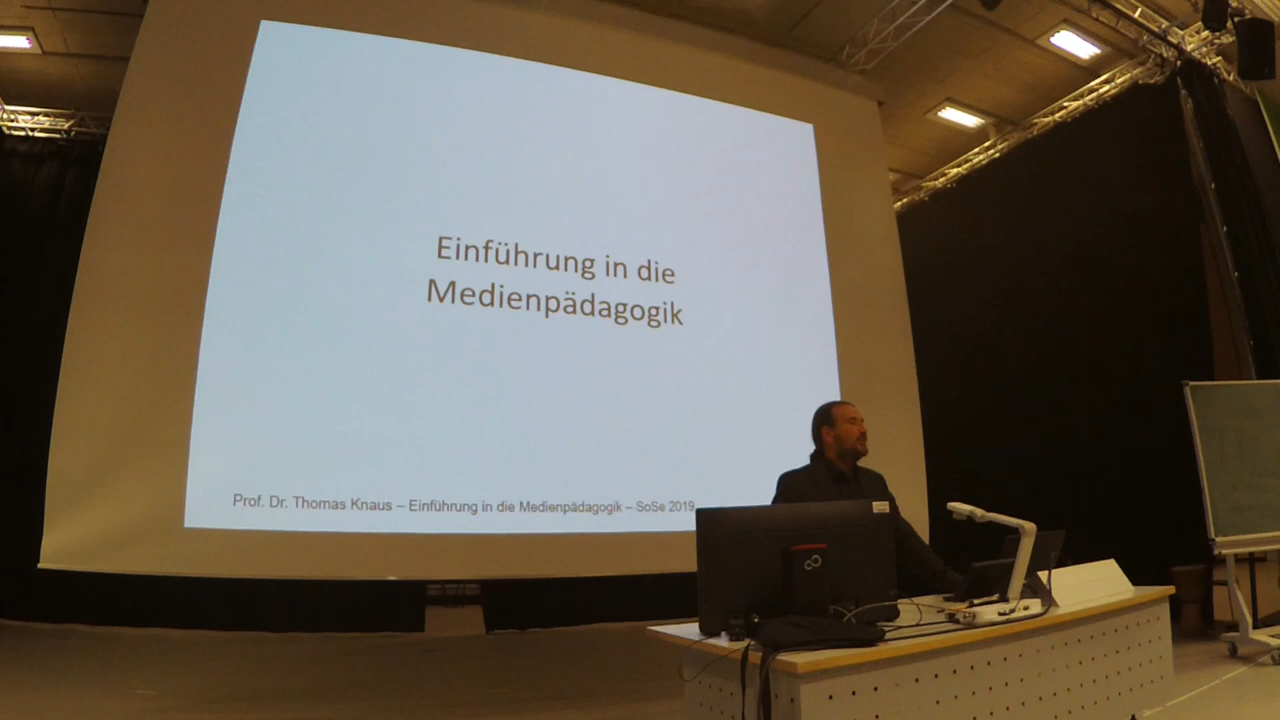 Einführung in die
Medienpädagogik
Prof. Dr. Thomas Knaus – Einführung in die Medienpädagogik – SoSe 2019